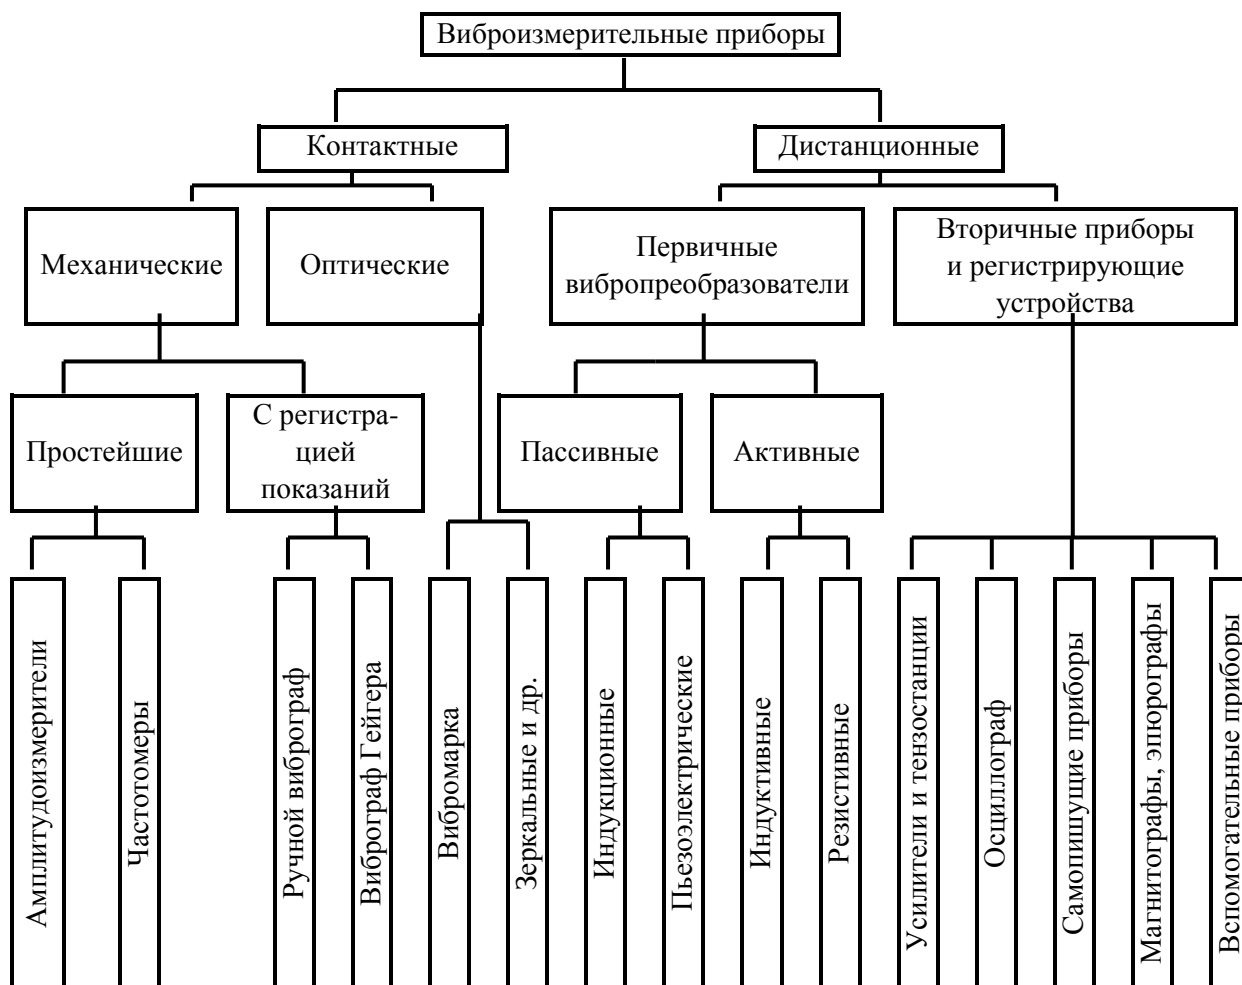 Виброизмерительные приборы
Контактные
Дистанционные
Механические
Оптические
Первичные
вибропреобразователи
Вторичные приборы
и регистрирующие
устройства
Простейшие
С регистра-
цией
показаний
Пассивные
Активные
Амплитудоизмерители
Частотомеры
Ручной виброграф
Виброграф Гейгера
Вибромарка
Зеркальные и др.
Индукционные
Пьезоэлектрические
Индуктивные
Резистивные
Усилители и тензостанции
Осциллограф
Самопишущие приборы
Магнитографы, эпюрографы
Вспомогательные приборы